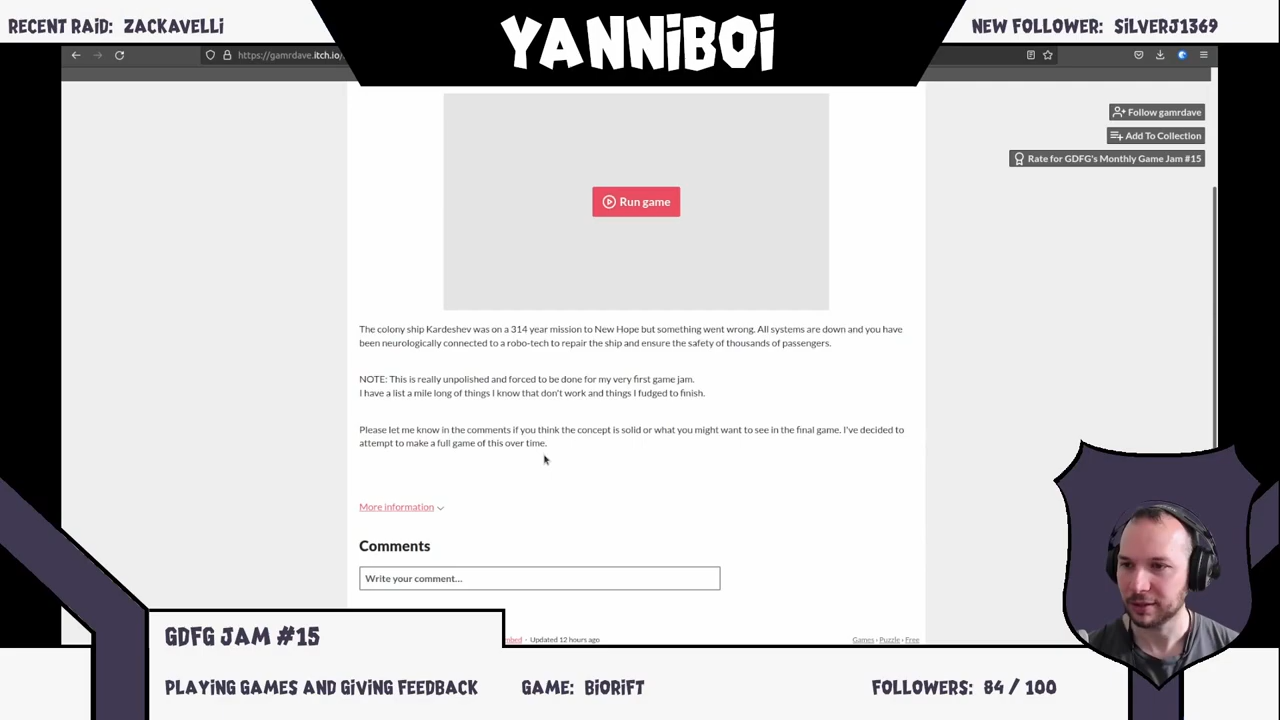 RECENT RAID: ZACKAVELLI
YANNIBOI
NEW FOLLOWER: SILVERJ1369
https://gamrdave.itch.io/
Follow gamrdave
Add To Collection
Rate for GDFG's Monthly Game Jam #15
Run game
The colony ship Kardeshev was on a 314 year mission to New Hope but something went wrong. All systems are down and you have
been neurologically connected to a robo-tech to repair the ship and ensure the safety of thousands of passengers.
NOTE: This is really unpolished and forced to be done for my very first game jam.
I have a list a mile long of things I know that don't work and things I fudged to finish.
Please let me know in the comments if you think the concept is solid or what you might want to see in the final game. I've decided to
attempt to make a full game of this over time.
More information
Comments
Write your comment...
Updated 12 hours ago
Games › Puzzle › Free
GDFG JAM #15
PLAYING GAMES AND GIVING FEEDBACK
GAME: BIORIFT
FOLLOWERS: 84 / 100